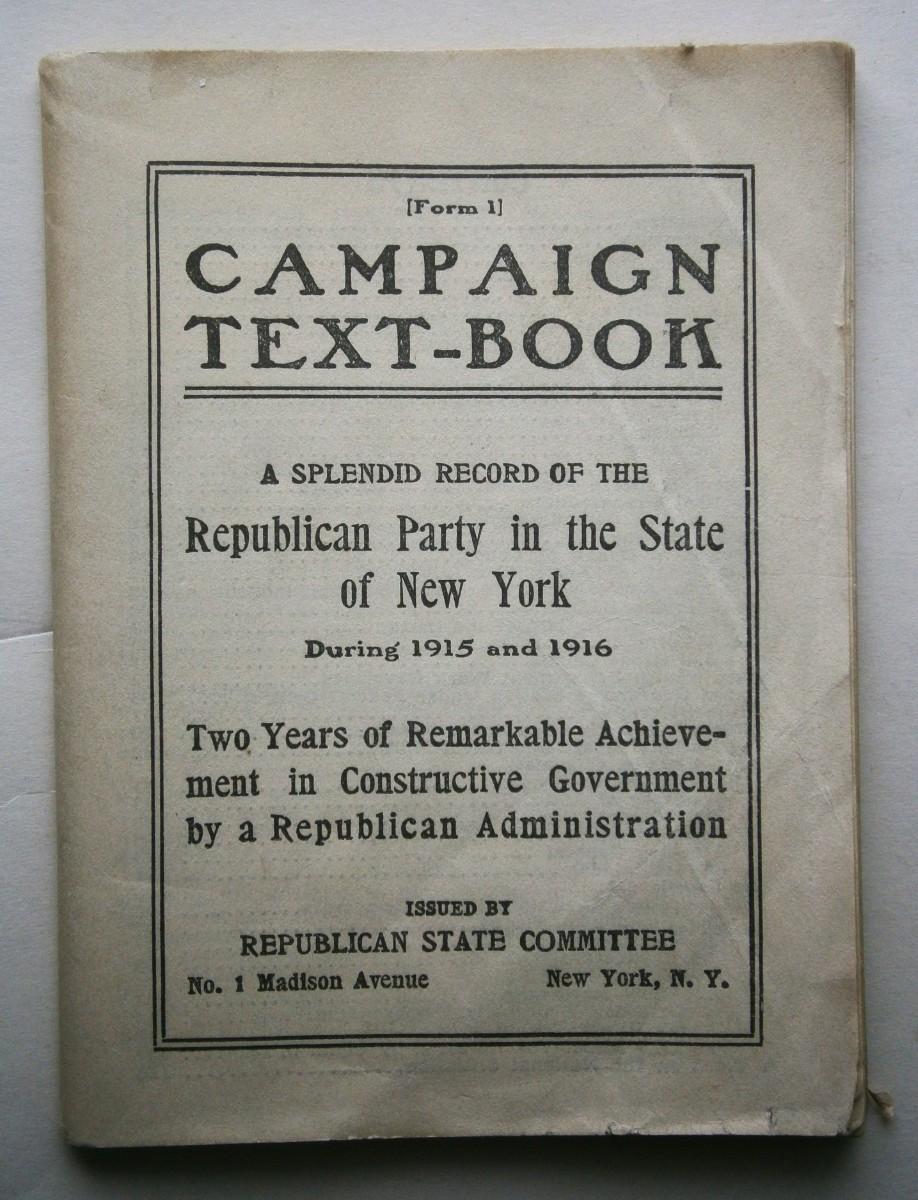 [Form 1]
CAMPAIGN
TEXT-BOOK
A SPLENDID RECORD OF THE
Republican Party in the State
of New York
During 1915 and 1916
Two Years of Remarkable Achieve-
ment in Constructive Government
by a Republican Administration
ISSUED BY
REPUBLICAN STATE COMMITTEE
No. 1 Madison Avenue New York, N. Y.